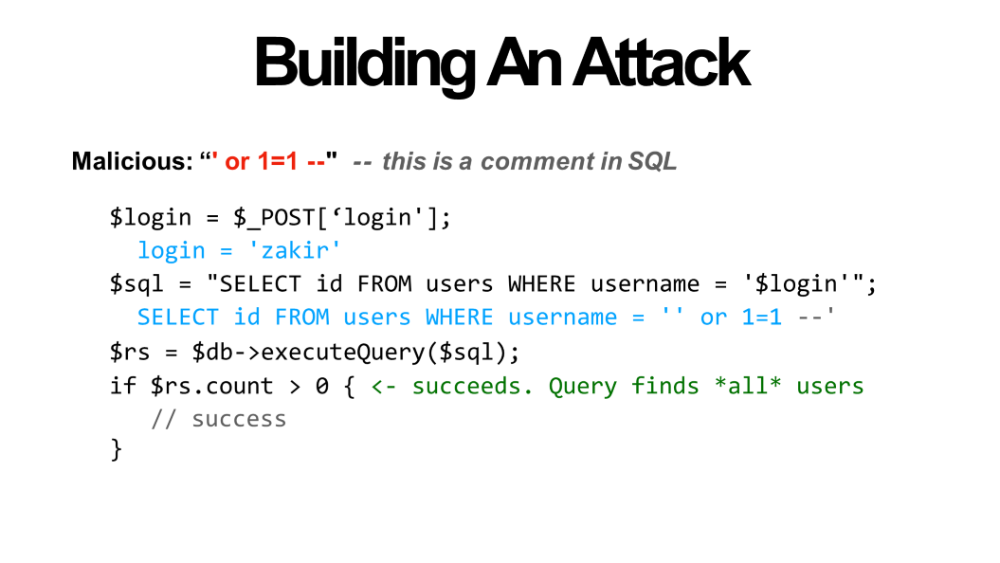 Building An Attack
Malicious: “' or 1=1 --" -- this is a comment in SQL
$login = $_POST[‘login'];
login = 'zakir'
$sql = "SELECT id FROM users WHERE username = '$login'";
SELECT id FROM users WHERE username = '' or 1=1 --'
$rs = $db->executeQuery($sql);
if $rs.count > 0 { <- succeeds. Query finds *all* users
// success
}